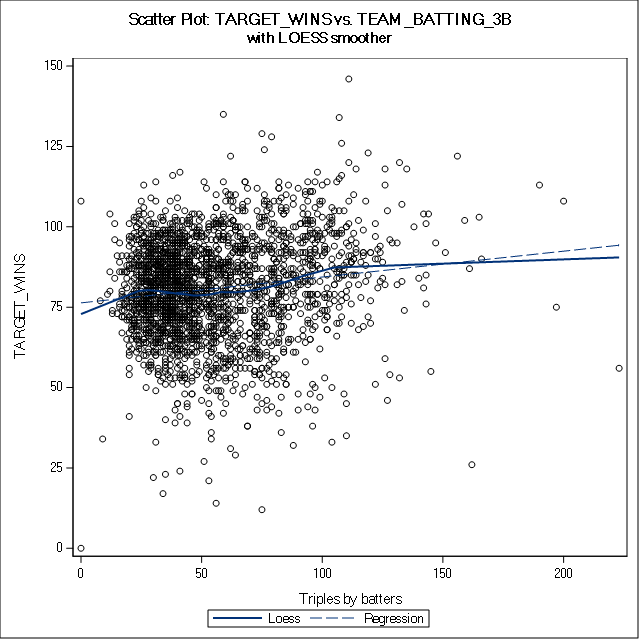 Scatter Plot: TARGET_WINS vs. TEAM_BATTING_3B
with LOESS smoother
150
125
100
75
50
25
0
TARGET_WINS
0 50 100 150 200
Triples by batters
Loess Regression